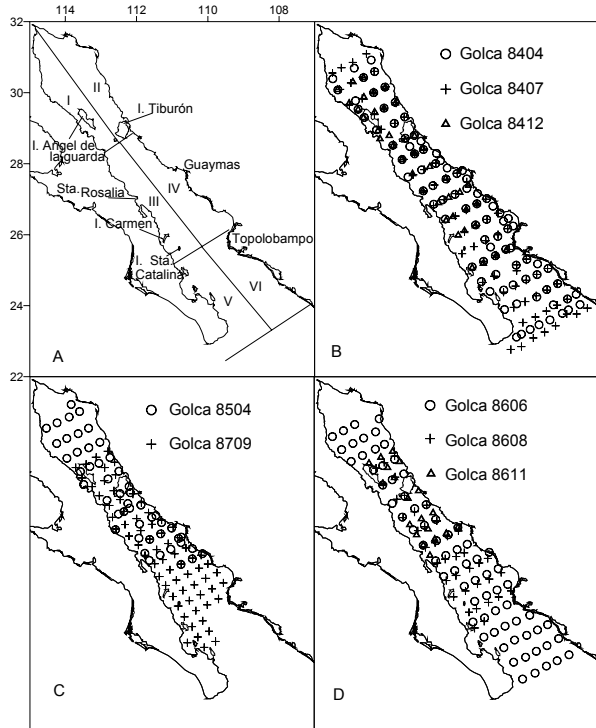 114 112 110 108
32
30
28
26
24
22
II
I
I. Tiburón
I. Angel de
la guarda
Guaymas
Sta. Rosalia
IV
III
I. Carmen
Topolobampo
I. Sta.
Catalina
VI
V
A
Golca 8404
Golca 8407
Golca 8412
B
Golca 8504
Golca 8709
C
Golca 8606
Golca 8608
Golca 8611
D